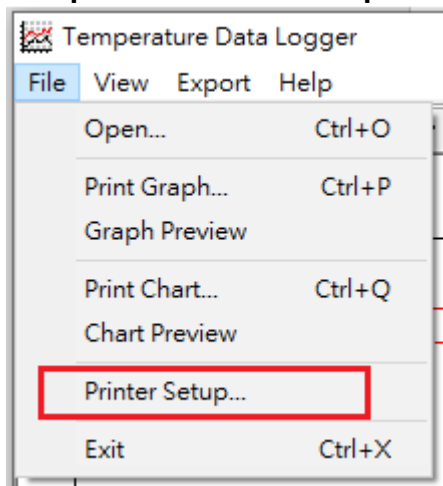 Temperature Data Logger
File View Export Help
Open... Ctrl+O
Print Graph... Ctrl+P
Graph Preview
Print Chart... Ctrl+Q
Chart Preview
Printer Setup...
Exit Ctrl+X